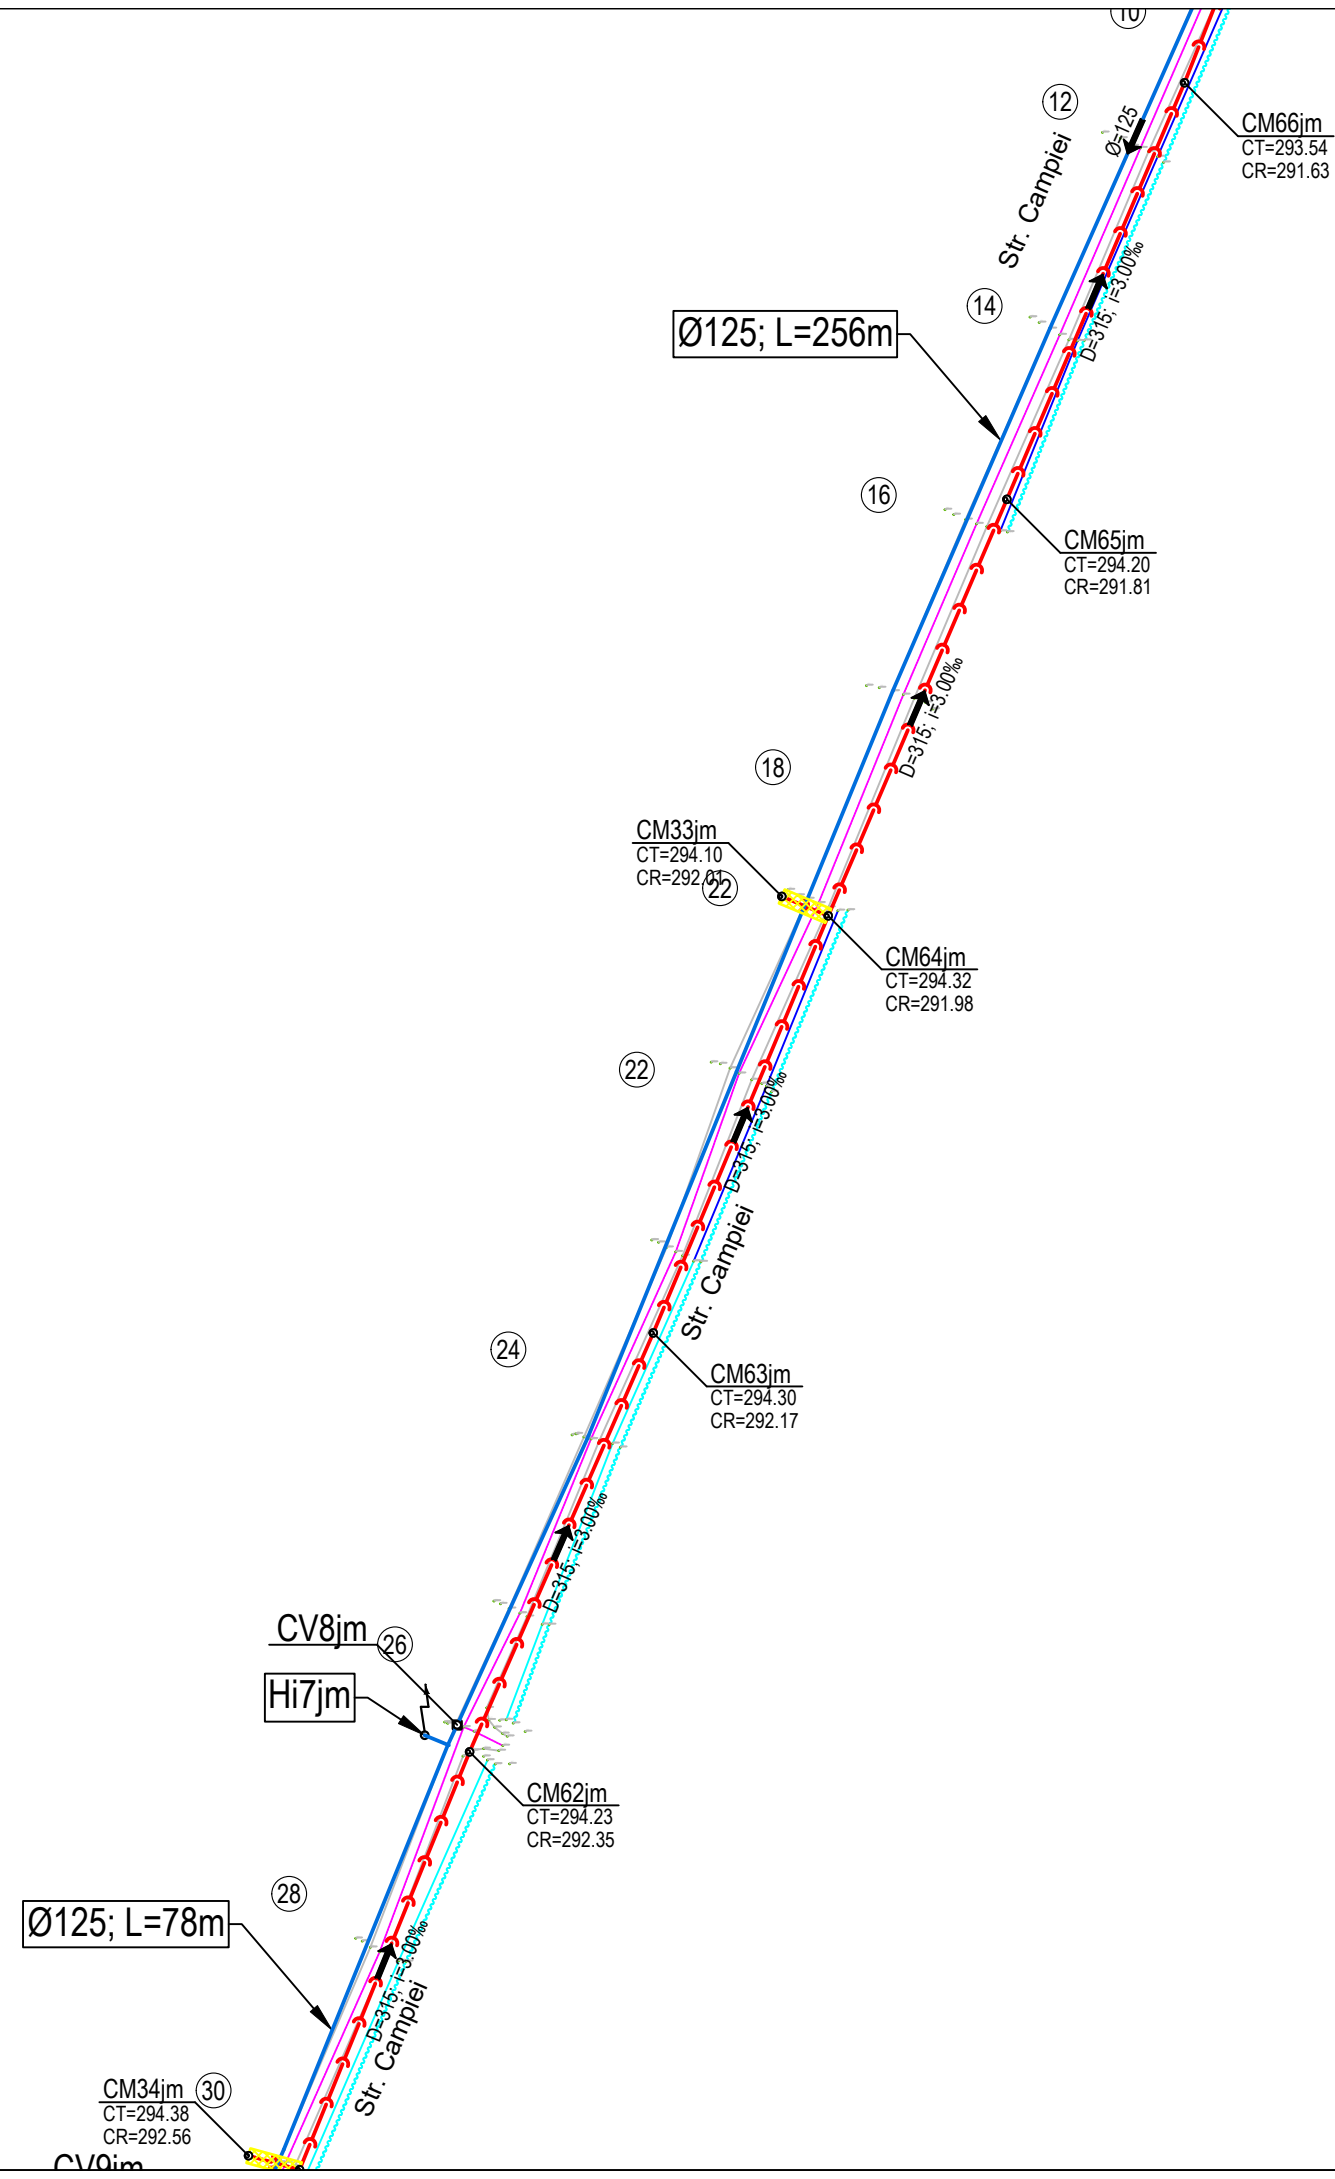 10
12
Ø=125
CM66jm
CT=293.54
CR=291.63
Str. Campiei
D=315; i=3.00‰
14
Ø125; L=256m
16
CM65jm
CT=294.20
CR=291.81
D=315; i=3.00‰
18
CM33jm
CT=294.10
CR=292.01
22
CM64jm
CT=294.32
CR=291.98
22
D=315; i=3.00‰
Str. Campiei
24
CM63jm
CT=294.30
CR=292.17
D=315; i=3.00‰
CV8jm
26
Hi7jm
CM62jm
CT=294.23
CR=292.35
28
Ø125; L=78m
D=315; i=3.00‰
Str. Campiei
CM34jm
30
CT=294.38
CR=292.56
CV9jm